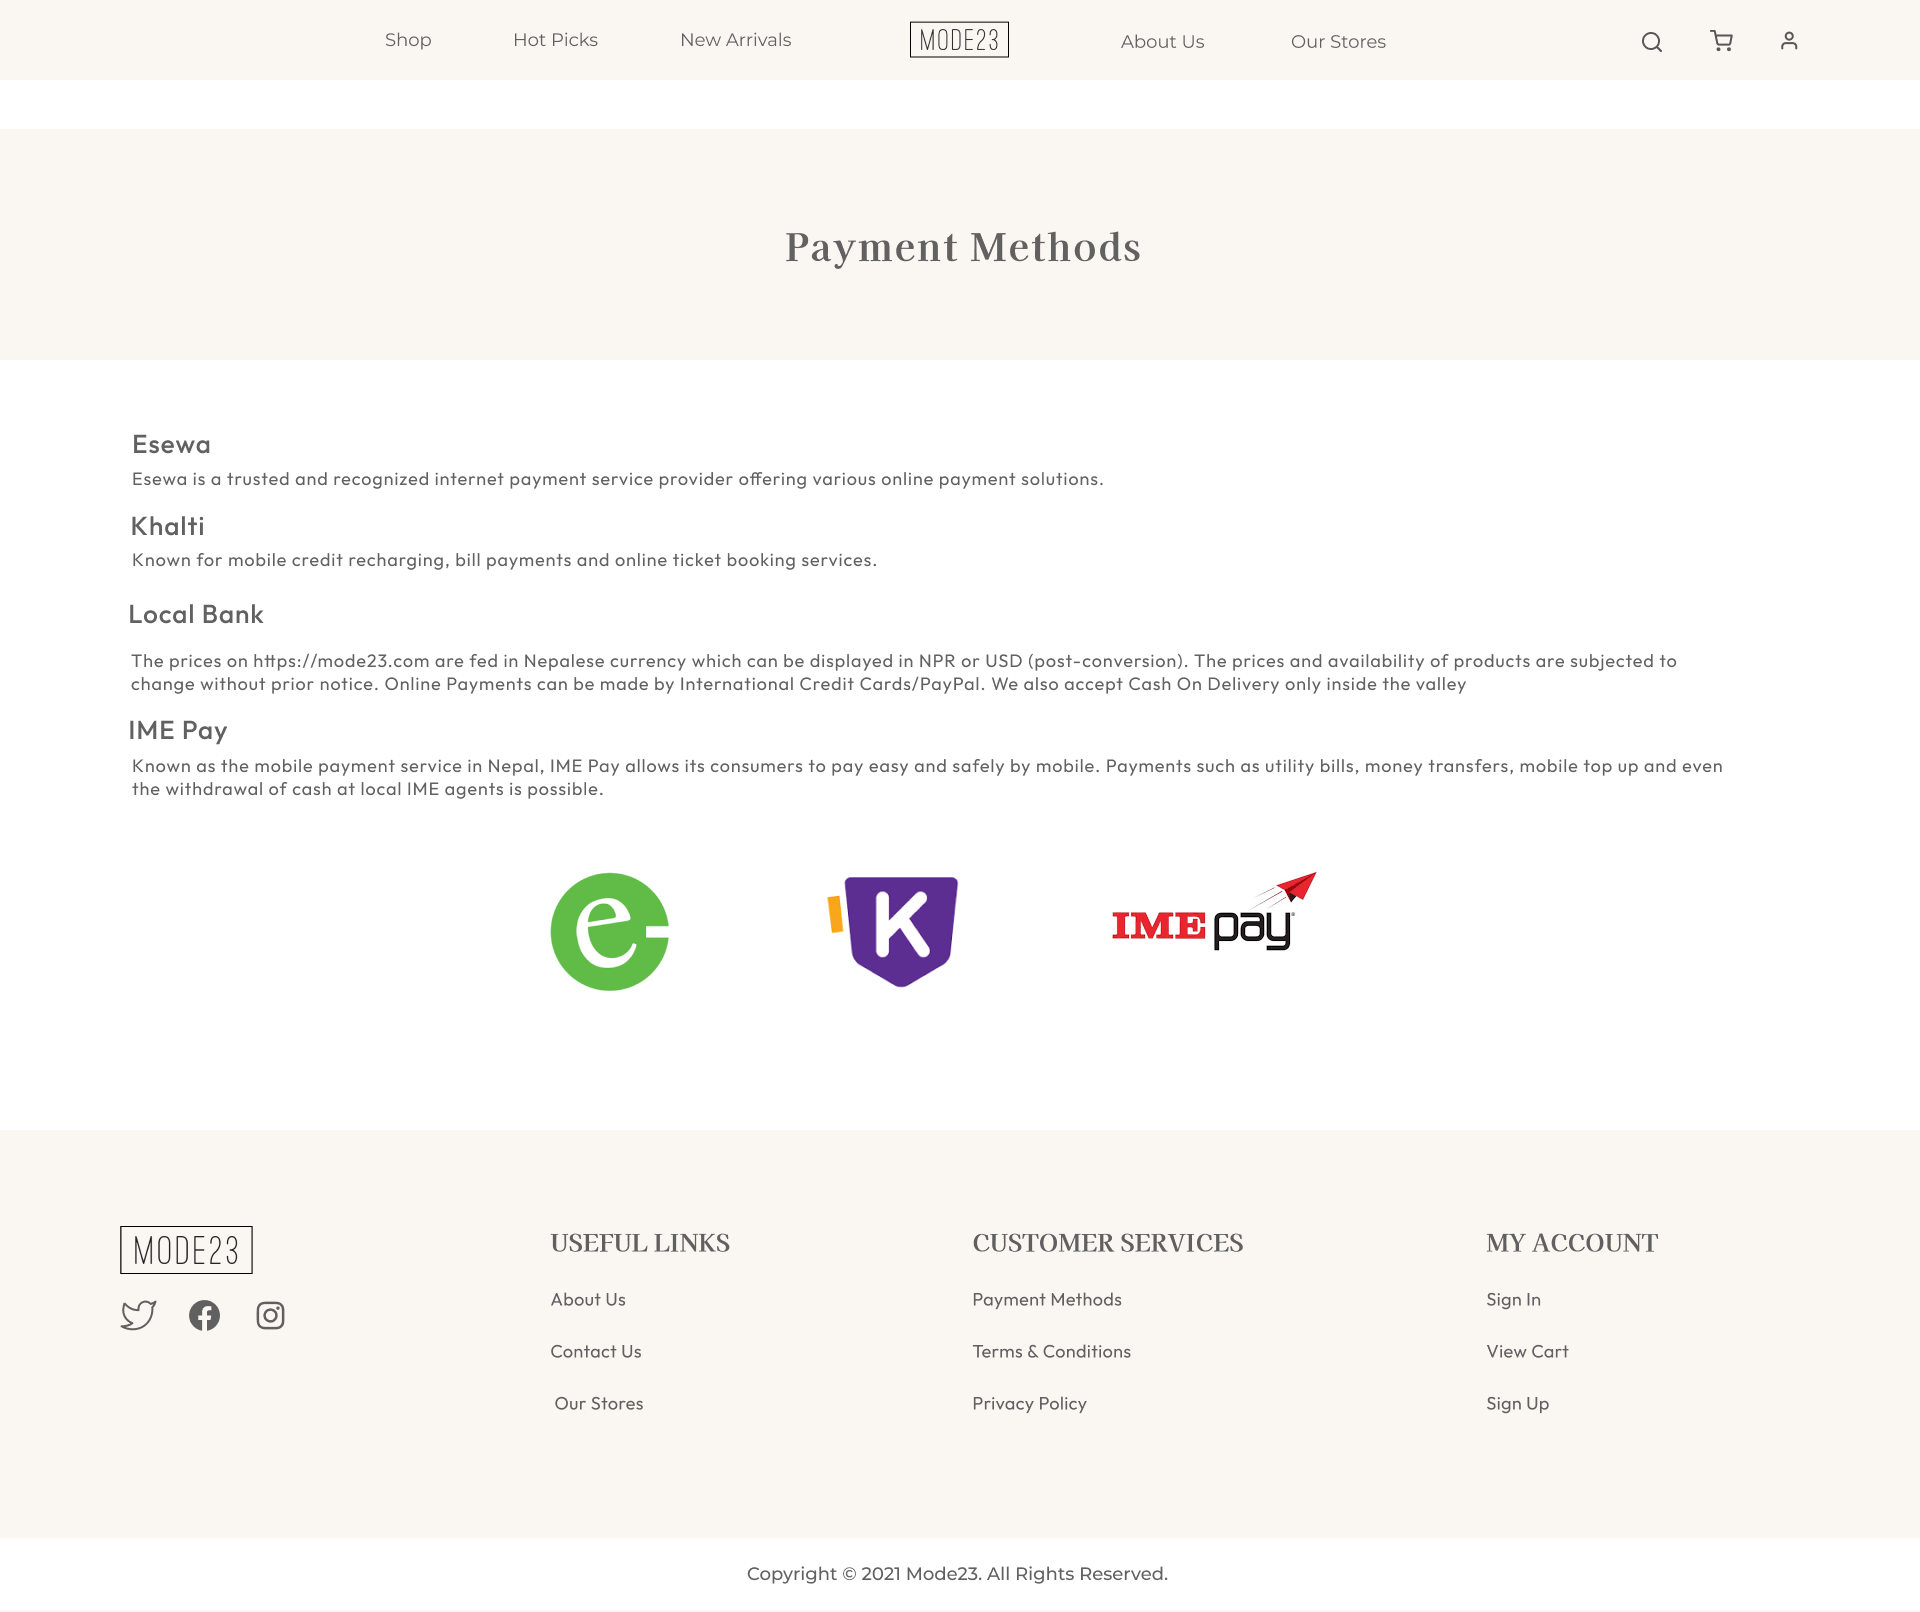 Shop
Hot Picks
New Arrivals
MODE23
About Us
Our Stores
Payment Methods
Esewa
Esewa is a trusted and recognized internet payment service provider offering various online payment solutions.
Khalti
Known for mobile credit recharging, bill payments and online ticket booking services.
Local Bank
The prices on https://mode23.com are fed in Nepalese currency which can be displayed in NPR or USD (post-conversion). The prices and availability of products are subjected to
change without prior notice. Online Payments can be made by International Credit Cards/PayPal. We also accept Cash On Delivery only inside the valley
IME Pay
Known as the mobile payment service in Nepal, IME Pay allows its consumers to pay easy and safely by mobile. Payments such as utility bills, money transfers, mobile top up and even
the withdrawal of cash at local IME agents is possible.
e
K
IME pay
MODE23
USEFUL LINKS
About Us
Contact Us
Our Stores
CUSTOMER SERVICES
Payment Methods
Terms & Conditions
Privacy Policy
MY ACCOUNT
Sign In
View Cart
Sign Up
Copyright © 2021 Mode23. All Rights Reserved.